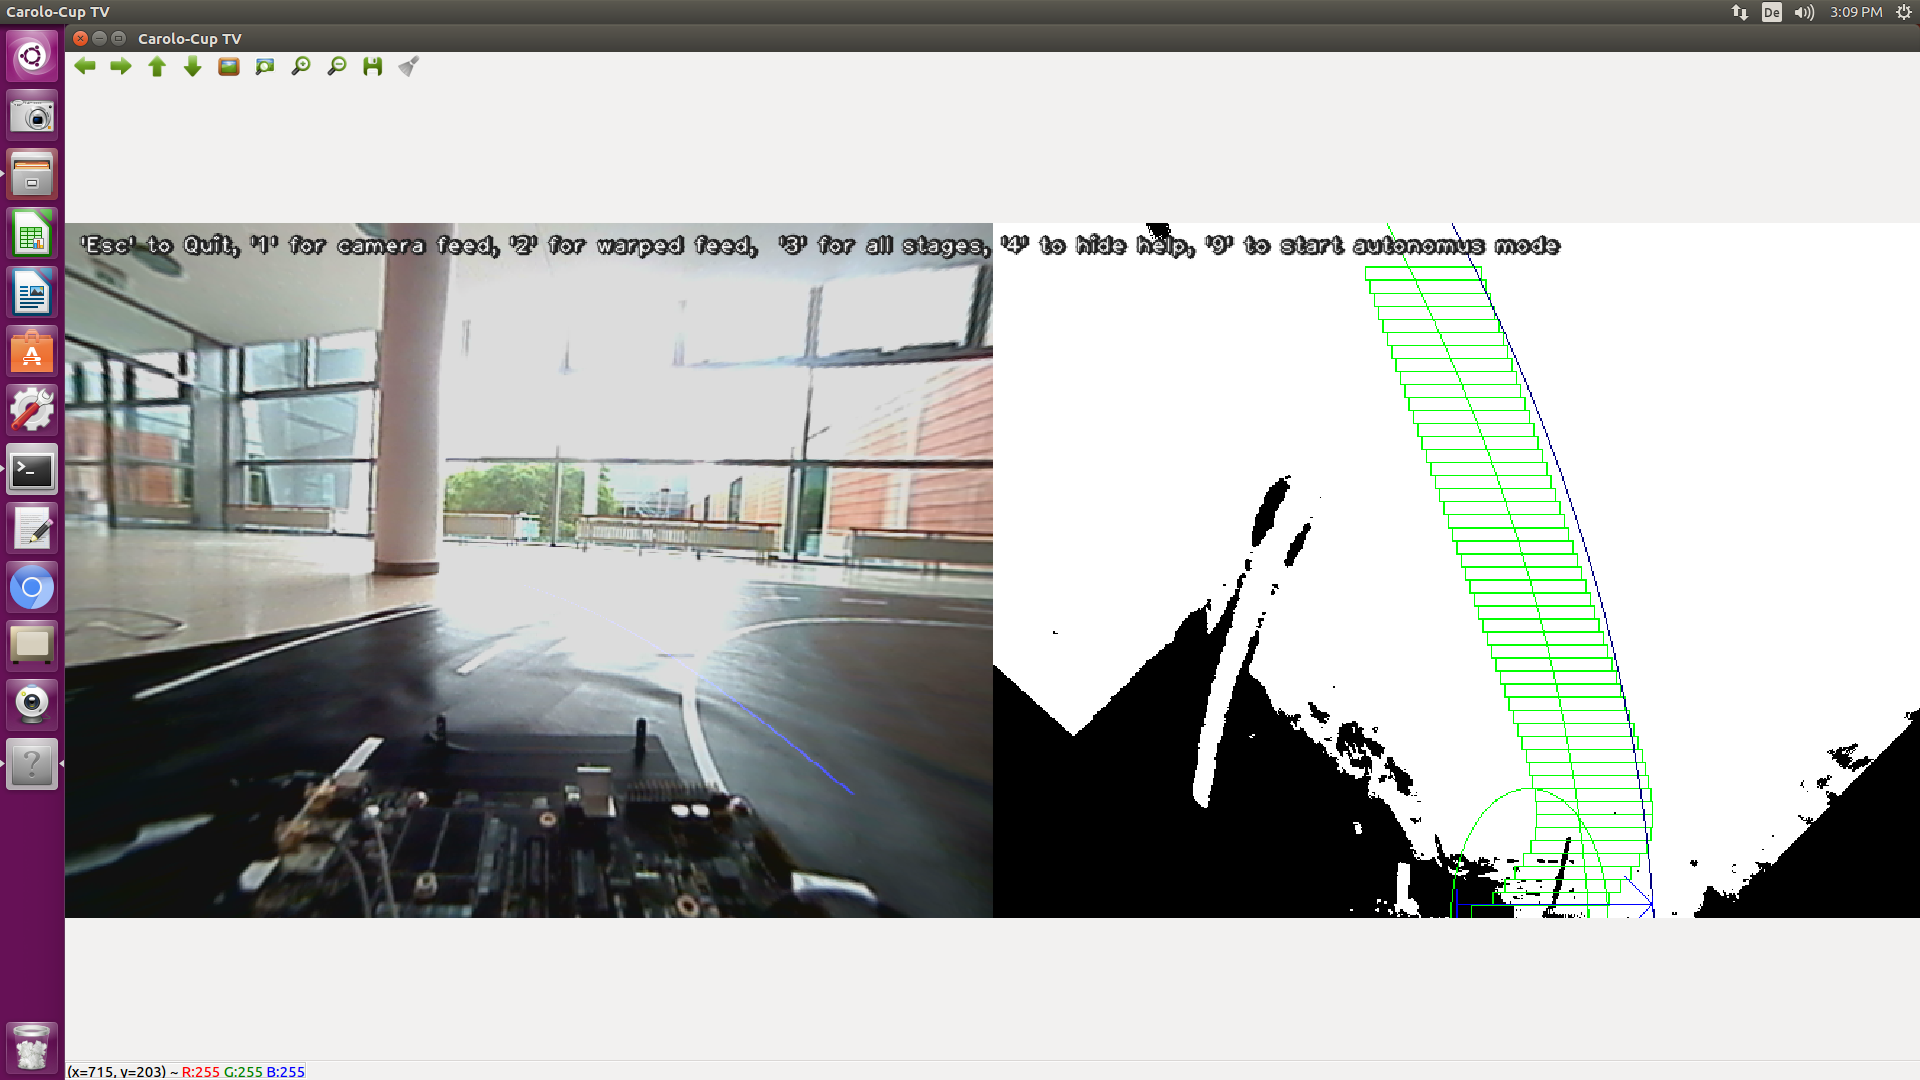 Carolo-Cup TV
De
3:09 PM
Carolo-Cup TV
'Esc' to Quit, '1' for camera feed, '2' for warped feed,  '3' for all stages, '4' to hide help, '9' to start autonomus mode
(x=715, y=203) ~ R:255 G:255 B:255